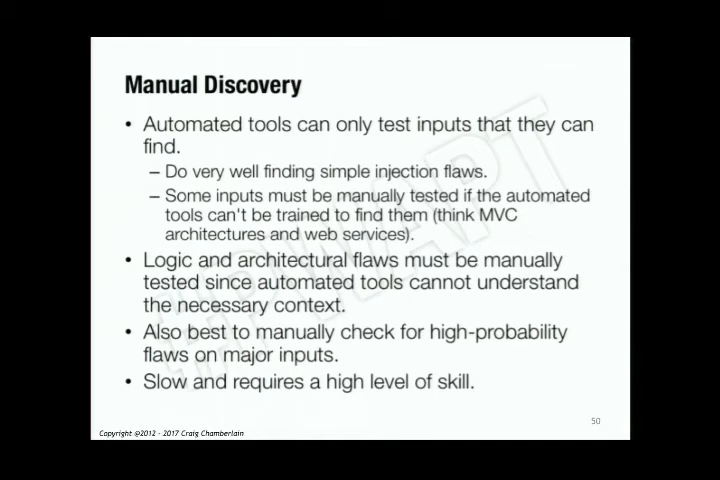 Manual Discovery
• Automated tools can only test inputs that they can
find.
– Do very well finding simple injection flaws.
– Some inputs must be manually tested if the automated
tools can't be trained to find them (think MVC
architectures and web services).
• Logic and architectural flaws must be manually
tested since automated tools cannot understand
the necessary context.
• Also best to manually check for high-probability
flaws on major inputs.
• Slow and requires a high level of skill.
50
Copyright @2012 - 2017 Craig Chamberlain
#PWAPT